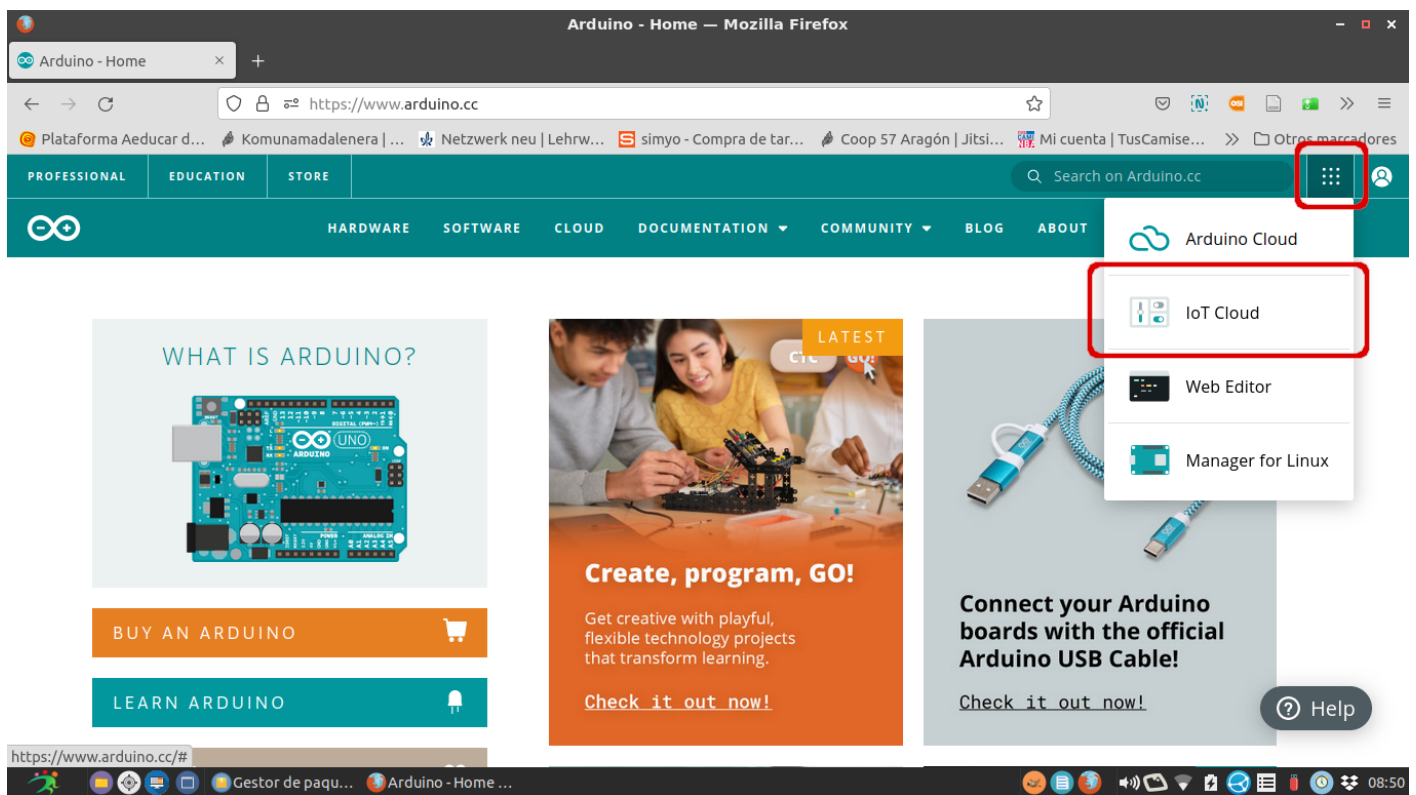 Arduino - Home — Mozilla Firefox
Arduino - Home
https://www.arduino.cc
Plataforma Aeducar d... Komunamadalenera | ... Netzwerk neu | Lehrw... simyo - Compra de tar... Coop 57 Aragón | Jitsi... Mi cuenta | TusCamise... Otros marcadores
PROFESSIONAL EDUCATION STORE Search on Arduino.cc
HARDWARE SOFTWARE CLOUD DOCUMENTATION COMMUNITY BLOG ABOUT
Arduino Cloud
IoT Cloud
Web Editor
Manager for Linux
WHAT IS ARDUINO?
UNO
ARDUINO
LATEST
CTC GO!
Create, program, GO!
Get creative with playful,
flexible technology projects
that transform learning.
Check it out now!
Connect your Arduino
boards with the official
Arduino USB Cable!
Check it out now!
BUY AN ARDUINO
LEARN ARDUINO
Help
https://www.arduino.cc/#
Gestor de paqu... Arduino - Home ... 08:50